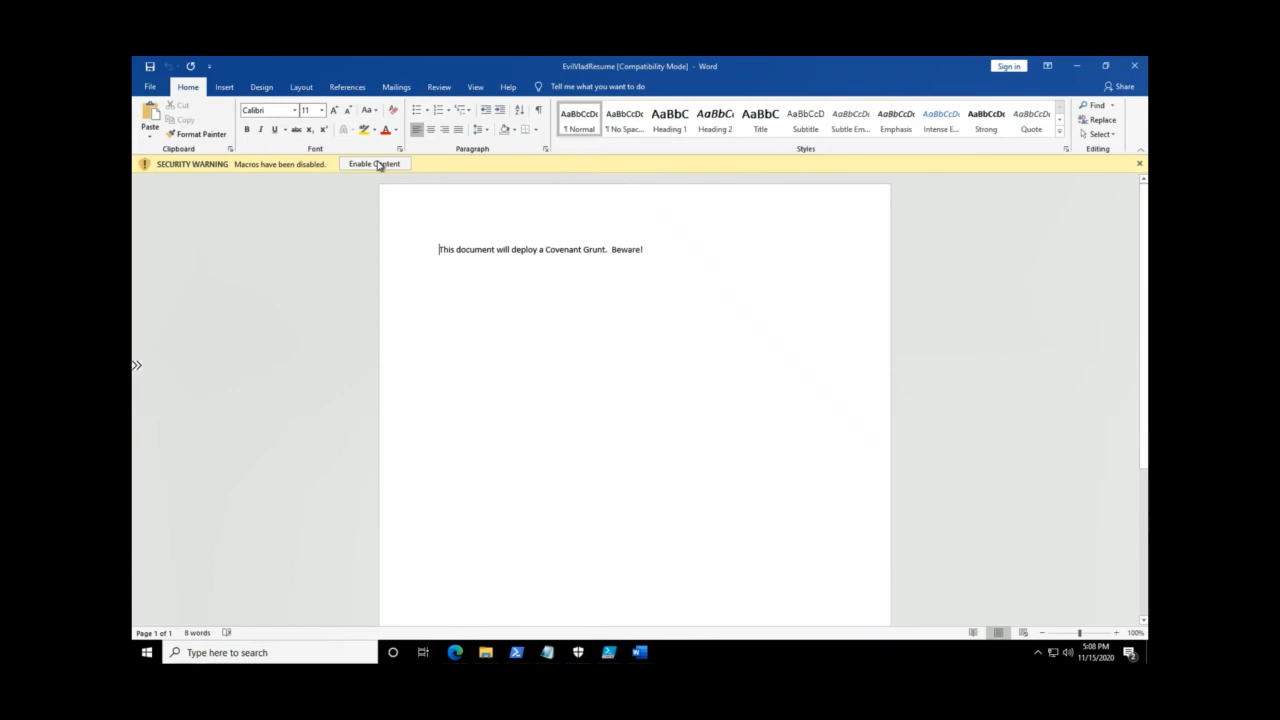 EvilVladResume [Compatibility Mode] - Word
Sign in
File Home Insert Design Layout References Mailings Review View Help Tell me what you want to do
Share
Paste
Cut
Copy
Format Painter
Clipboard
Calibri 11
Aa
B I U abc x₂ x²
A
Font
Paragraph
AaBbCcDc AaBbCcDc AaBbC AaBbCc AaBbC AaBbCcD AaBbCcDc AaBbCcDc AaBbCcDc AaBbCcDc AaBbCcDc
¶ Normal ¶ No Spac... Heading 1 Heading 2 Title Subtitle Subtle Em... Emphasis Intense E... Strong Quote
Styles
Find
Replace
Select
Editing
SECURITY WARNING Macros have been disabled. Enable Content
This document will deploy a Covenant Grunt. Beware!
Page 1 of 1 8 words
100%
Type here to search
5:08 PM
11/15/2020
2